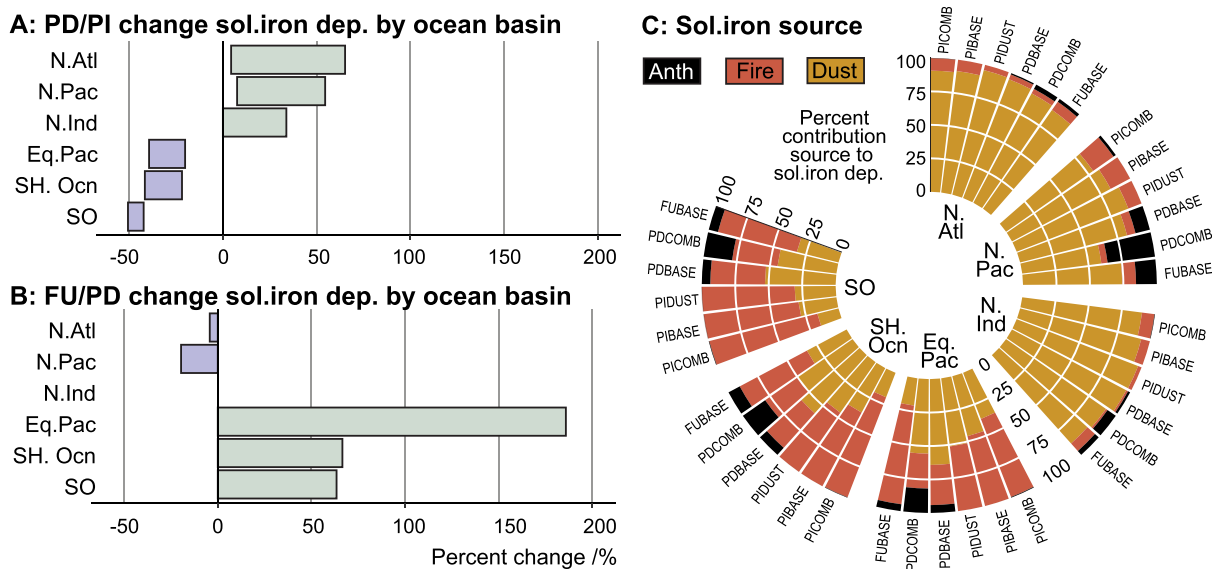 A: PD/PI change sol.iron dep. by ocean basin
N.Atl
N.Pac
N.Ind
Eq.Pac
SH. Ocn
SO
-50
0
50
100
150
200
B: FU/PD change sol.iron dep. by ocean basin
N.Atl
N.Pac
N.Ind
Eq.Pac
SH. Ocn
SO
-50
0
50
100
150
200
Percent change /%
C: Sol.iron source
Anth
Fire
Dust
Percent
contribution
source to
sol.iron dep.
100
75
50
25
0
PICOMB
PIBASE
PIDUST
PDBASE
PDCOMB
FUBASE
N.
Atl
PICOMB
PIBASE
PIDUST
PDBASE
PDCOMB
FUBASE
N.
Pac
PICOMB
PIBASE
PIDUST
PDBASE
PDCOMB
FUBASE
N.
Ind
0
25
50
75
100
PICOMB
PIBASE
PIDUST
PDBASE
PDCOMB
FUBASE
Eq.
Pac
PICOMB
PIBASE
PIDUST
PDBASE
PDCOMB
FUBASE
SH.
Ocn
PICOMB
PIBASE
PIDUST
PDBASE
PDCOMB
FUBASE
SO
100
75
50
25
0